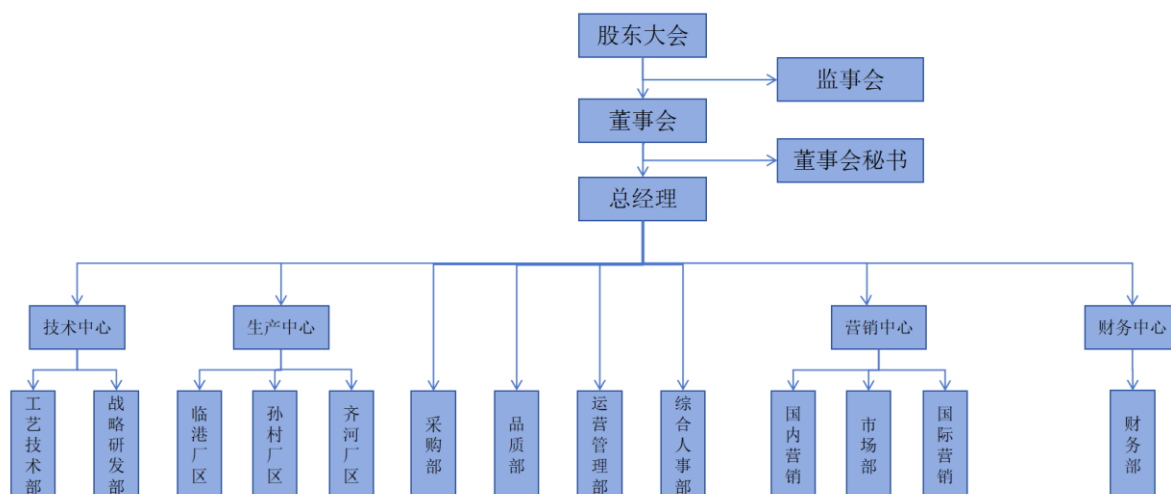 股东大会
监事会
董事会
董事会秘书
总经理
技术中心
生产中心
营销中心
财务中心
工艺技术部
战略研发部
临港厂区
孙村厂区
齐河厂区
采购部
品质部
运营管理部
综合人事部
国内营销
市场部
国际营销
财务部